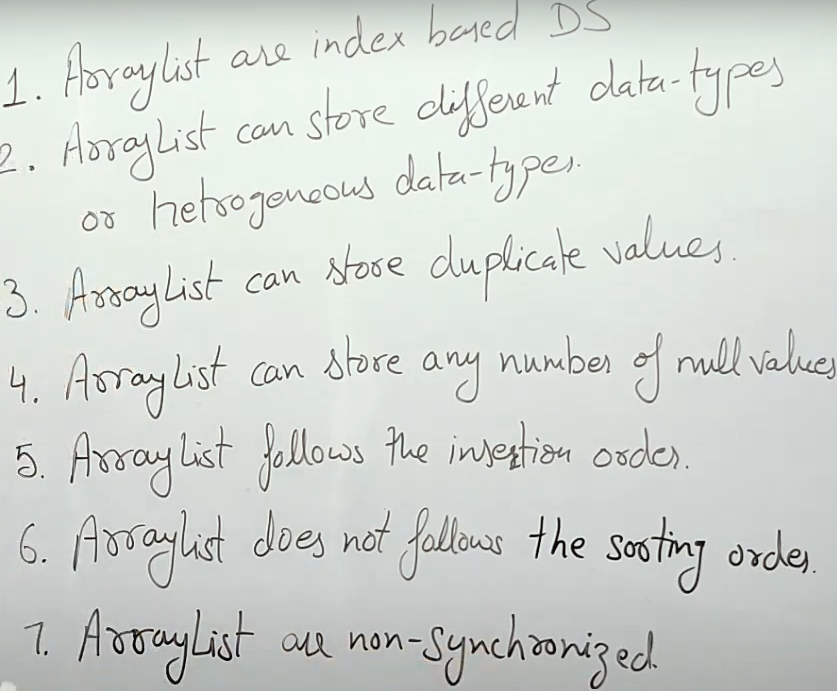 1. Arraylist are index based DS
2. ArrayList can store different data-types
or hetrogeneous data-types.
3. ArrayList can store duplicate values.
4. ArrayList can store any number of null values
5. ArrayList follows the insertion order.
6. Arraylist does not follows the sorting order.
7. ArrayList are non-synchronized.